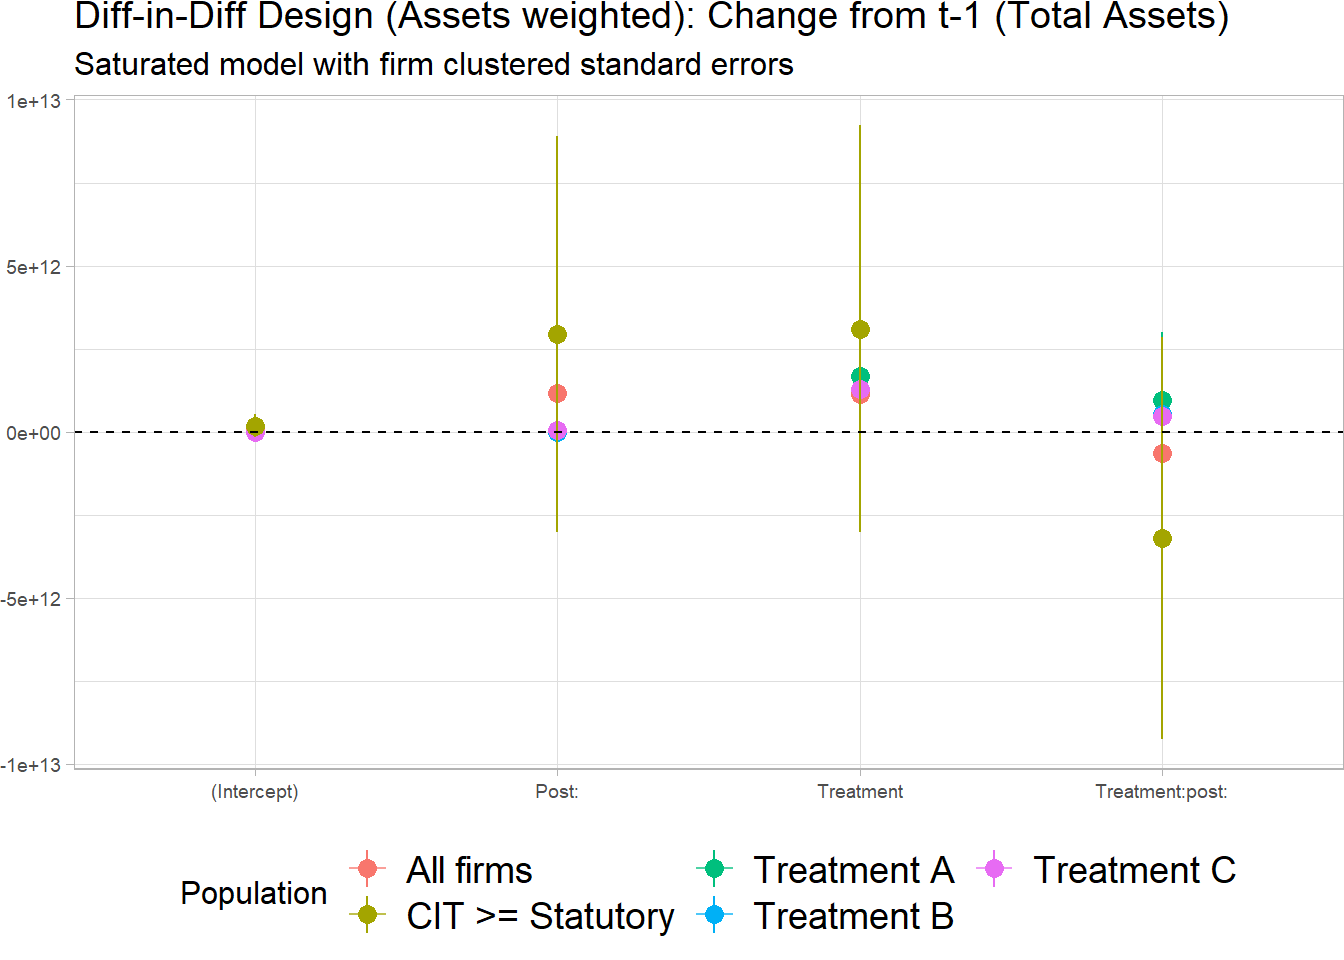 Diff-in-Diff Design (Assets weighted): Change from t-1 (Total Assets)
Saturated model with firm clustered standard errors
1e+13
5e+12
0e+00
-5e+12
-1e+13
(Intercept)
Post:
Treatment
Treatment:post:
Population
All firms
CIT >= Statutory
Treatment A
Treatment B
Treatment C